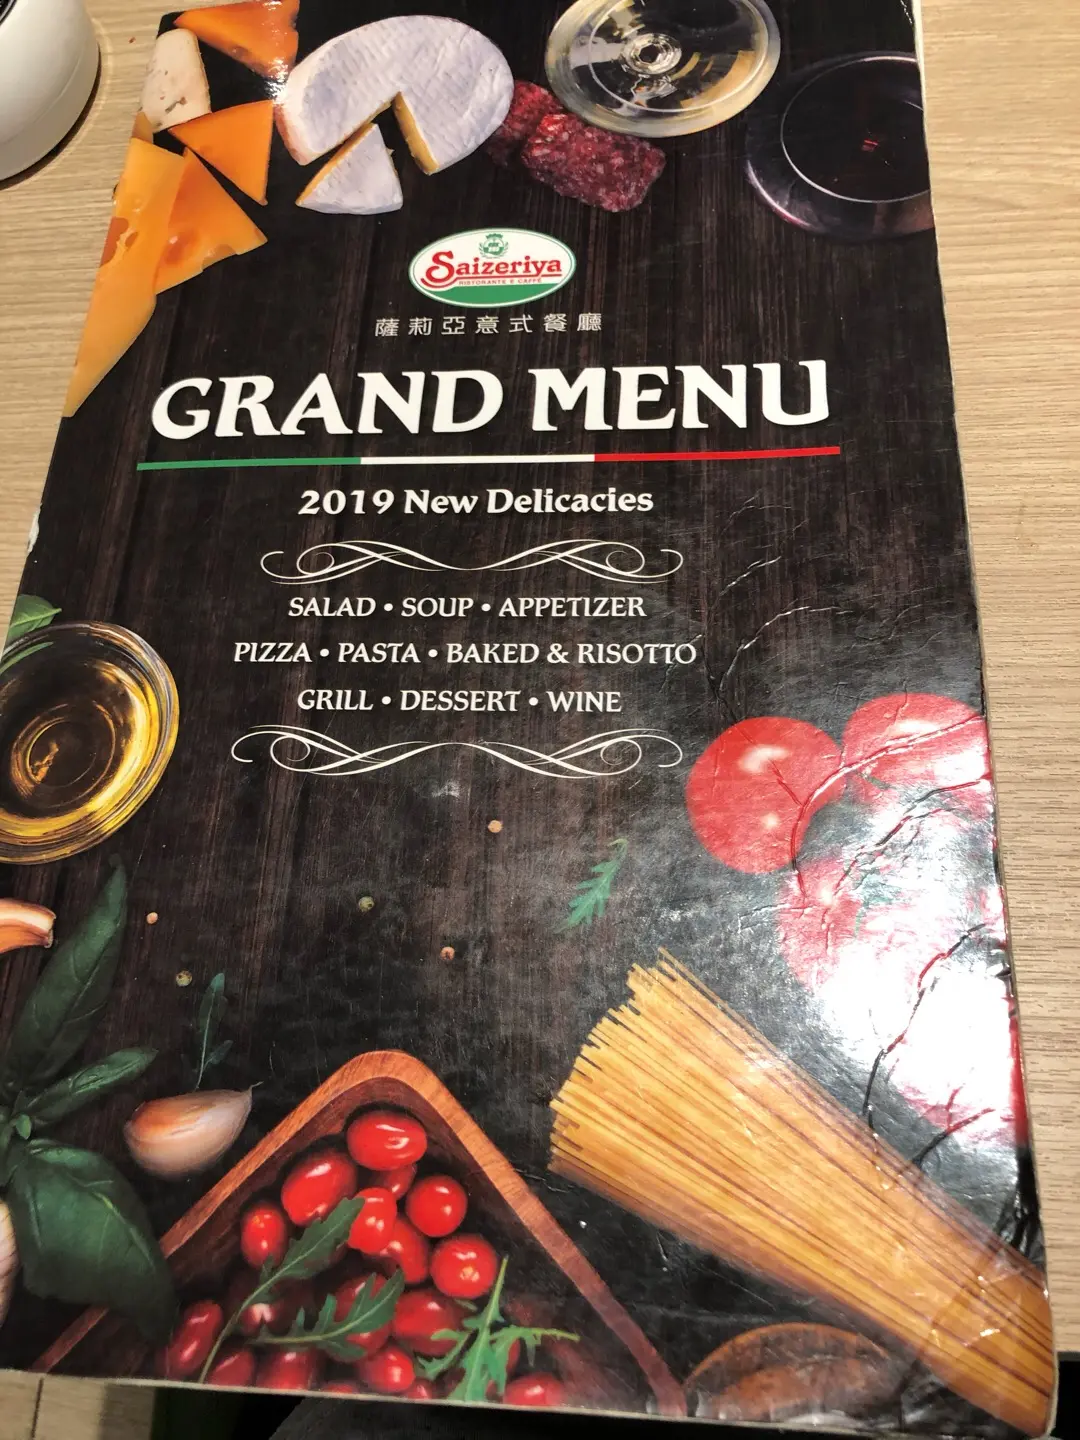 Saizeriya
RISTORANTE E CAFFÈ
薩莉亞意式餐廳
GRAND MENU
2019 New Delicacies
SALAD • SOUP • APPETIZER
PIZZA • PASTA • BAKED & RISOTTO
GRILL • DESSERT • WINE